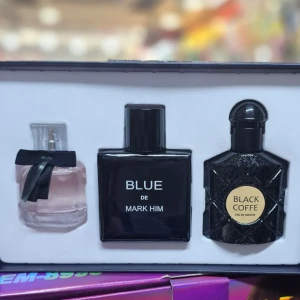 BLUE
DE
MARK HIM
BLACK
COFFE
EAU DE PARFUM